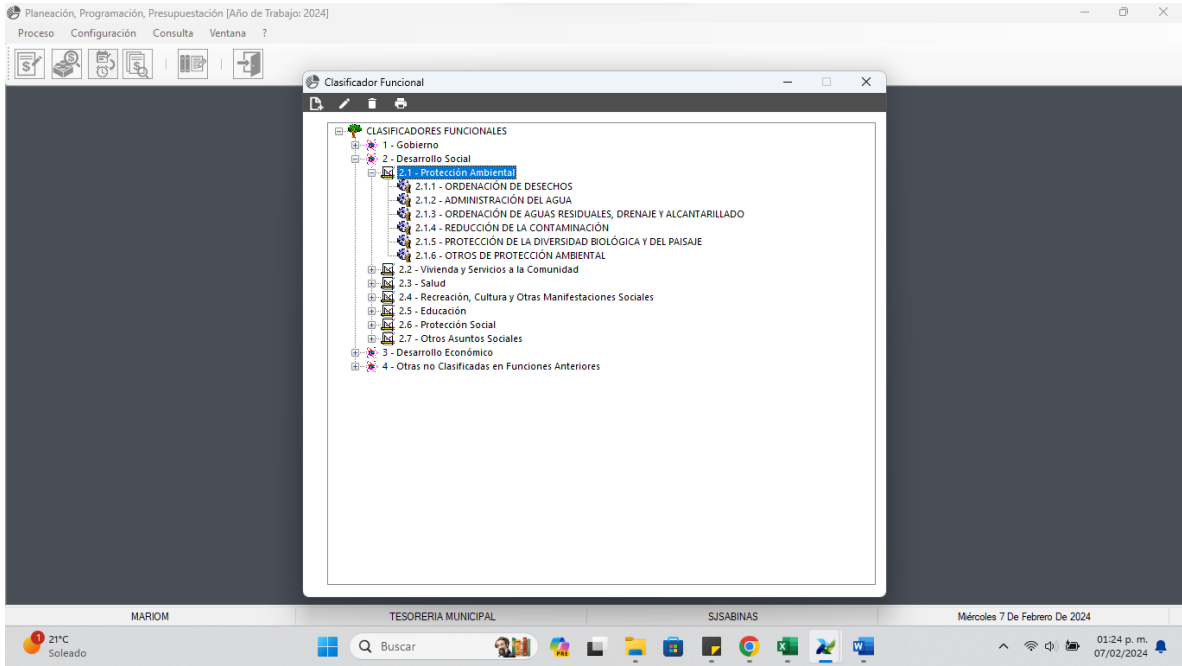 Planeación, Programación, Presupuestación [Año de Trabajo: 2024]
Proceso Configuración Consulta Ventana ?
Clasificador Funcional
CLASIFICADORES FUNCIONALES
1 - Gobierno
2 - Desarrollo Social
2.1 - Protección Ambiental
2.1.1 - ORDENACIÓN DE DESECHOS
2.1.2 - ADMINISTRACIÓN DEL AGUA
2.1.3 - ORDENACIÓN DE AGUAS RESIDUALES, DRENAJE Y ALCANTARILLADO
2.1.4 - REDUCCIÓN DE LA CONTAMINACIÓN
2.1.5 - PROTECCIÓN DE LA DIVERSIDAD BIOLÓGICA Y DEL PAISAJE
2.1.6 - OTROS DE PROTECCIÓN AMBIENTAL
2.2 - Vivienda y Servicios a la Comunidad
2.3 - Salud
2.4 - Recreación, Cultura y Otras Manifestaciones Sociales
2.5 - Educación
2.6 - Protección Social
2.7 - Otros Asuntos Sociales
3 - Desarrollo Económico
4 - Otras no Clasificadas en Funciones Anteriores
MARIOM TESORERIA MUNICIPAL SJSABINAS Miércoles 7 De Febrero De 2024
1 21°C
Soleado
Buscar
PRE
01:24 p. m.
07/02/2024